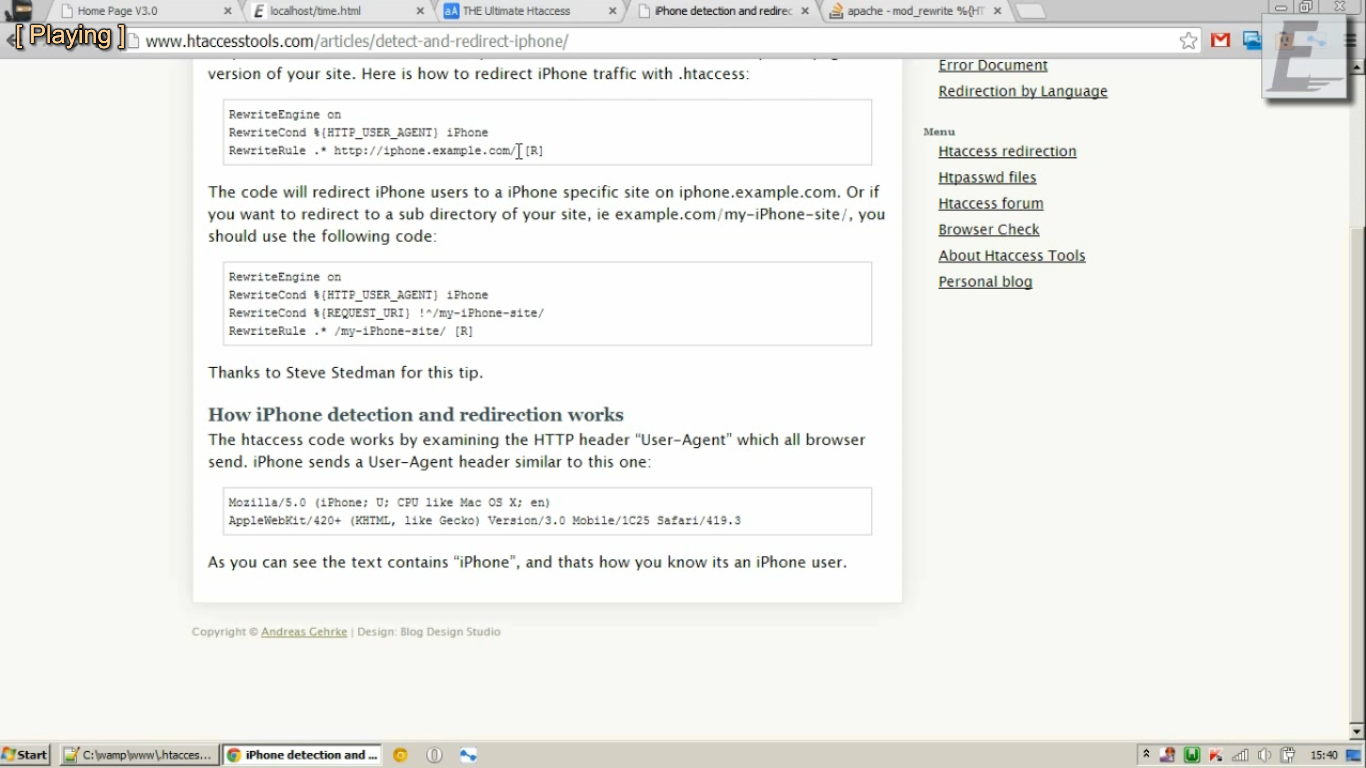 [ Playing ]
Home Page V3.0
localhost/time.html
THE Ultimate Htaccess
iPhone detection and redirec
apache - mod_rewrite %{HT
www.htaccesstools.com/articles/detect-and-redirect-iphone/
version of your site. Here is how to redirect iPhone traffic with .htaccess:
RewriteEngine on
RewriteCond %{HTTP_USER_AGENT} iPhone
RewriteRule .* http://iphone.example.com/ [R]
The code will redirect iPhone users to a iPhone specific site on iphone.example.com. Or if
you want to redirect to a sub directory of your site, ie example.com/my-iPhone-site/, you
should use the following code:
RewriteEngine on
RewriteCond %{HTTP_USER_AGENT} iPhone
RewriteCond %{REQUEST_URI} !^/my-iPhone-site/
RewriteRule .* /my-iPhone-site/ [R]
Thanks to Steve Stedman for this tip.
How iPhone detection and redirection works
The htaccess code works by examining the HTTP header “User-Agent” which all browser
send. iPhone sends a User-Agent header similar to this one:
Mozilla/5.0 (iPhone; U; CPU like Mac OS X; en)
AppleWebKit/420+ (KHTML, like Gecko) Version/3.0 Mobile/1C25 Safari/419.3
As you can see the text contains “iPhone”, and thats how you know its an iPhone user.
Copyright © Andreas Gehrke | Design: Blog Design Studio
Error Document
Redirection by Language
Menu
Htaccess redirection
Htpasswd files
Htaccess forum
Browser Check
About Htaccess Tools
Personal blog
E
Start
C:\wamp\www\.htacces...
iPhone detection and ...
15:40